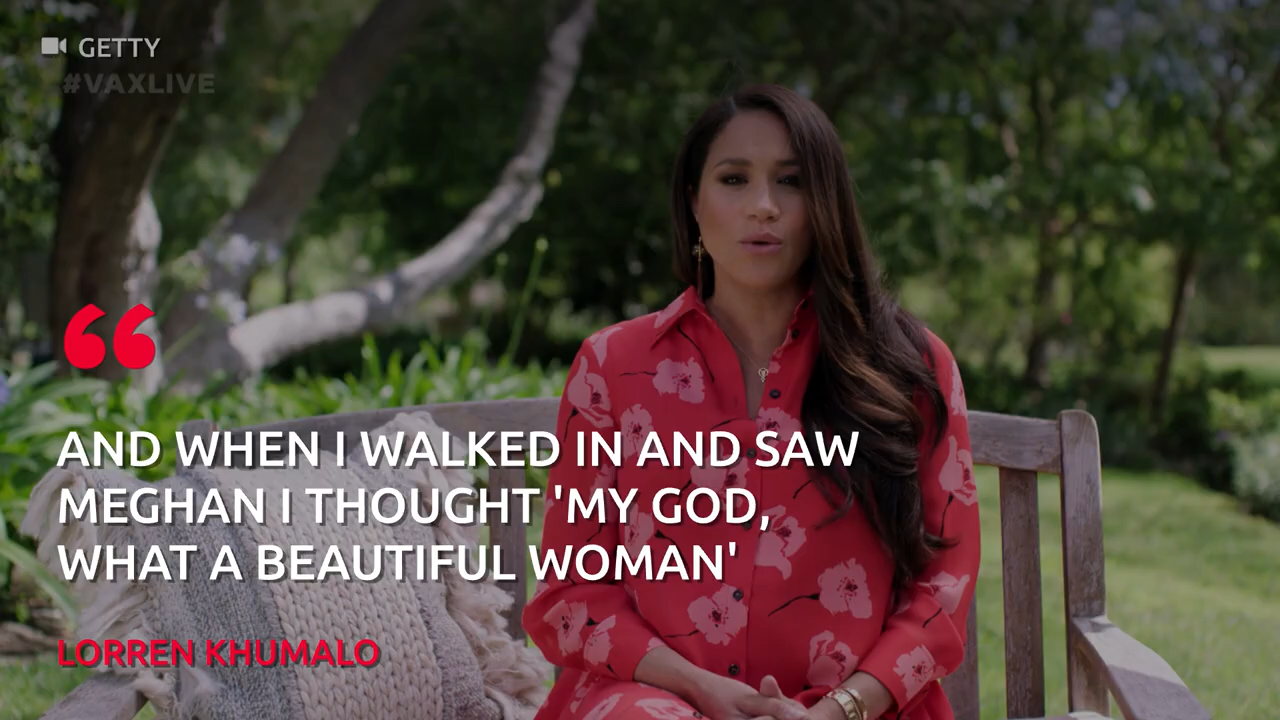 GETTY
#VAXLIVE
“
AND WHEN I WALKED IN AND SAW
MEGHAN I THOUGHT 'MY GOD,
WHAT A BEAUTIFUL WOMAN'
LORREN KHUMALO